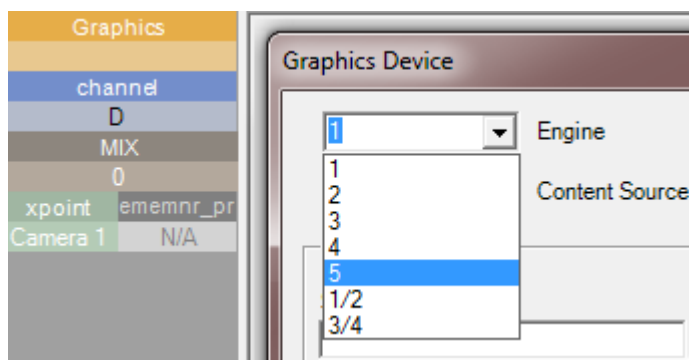 Graphics
channel
D
MIX
0
xpoint ememnr_pr
Camera 1 N/A
Graphics Device
1 Engine
Content Source
1
2
3
4
5
1/2
3/4